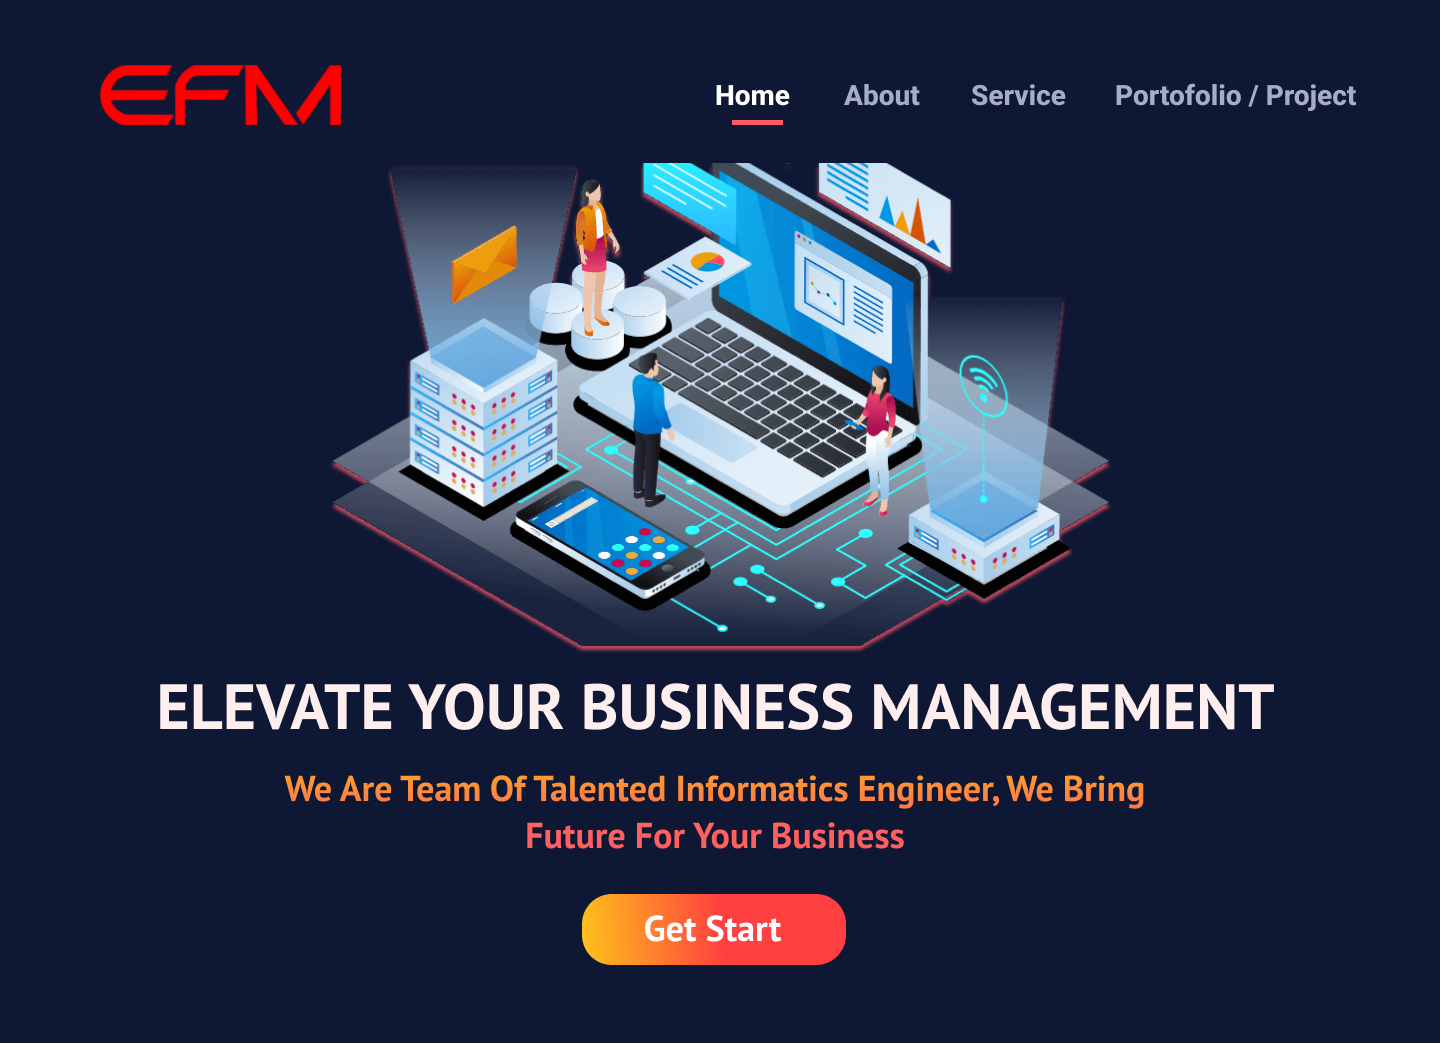 EFM
Home About Service Portofolio / Project
ELEVATE YOUR BUSINESS MANAGEMENT
We Are Team Of Talented Informatics Engineer, We Bring
Future For Your Business
Get Start